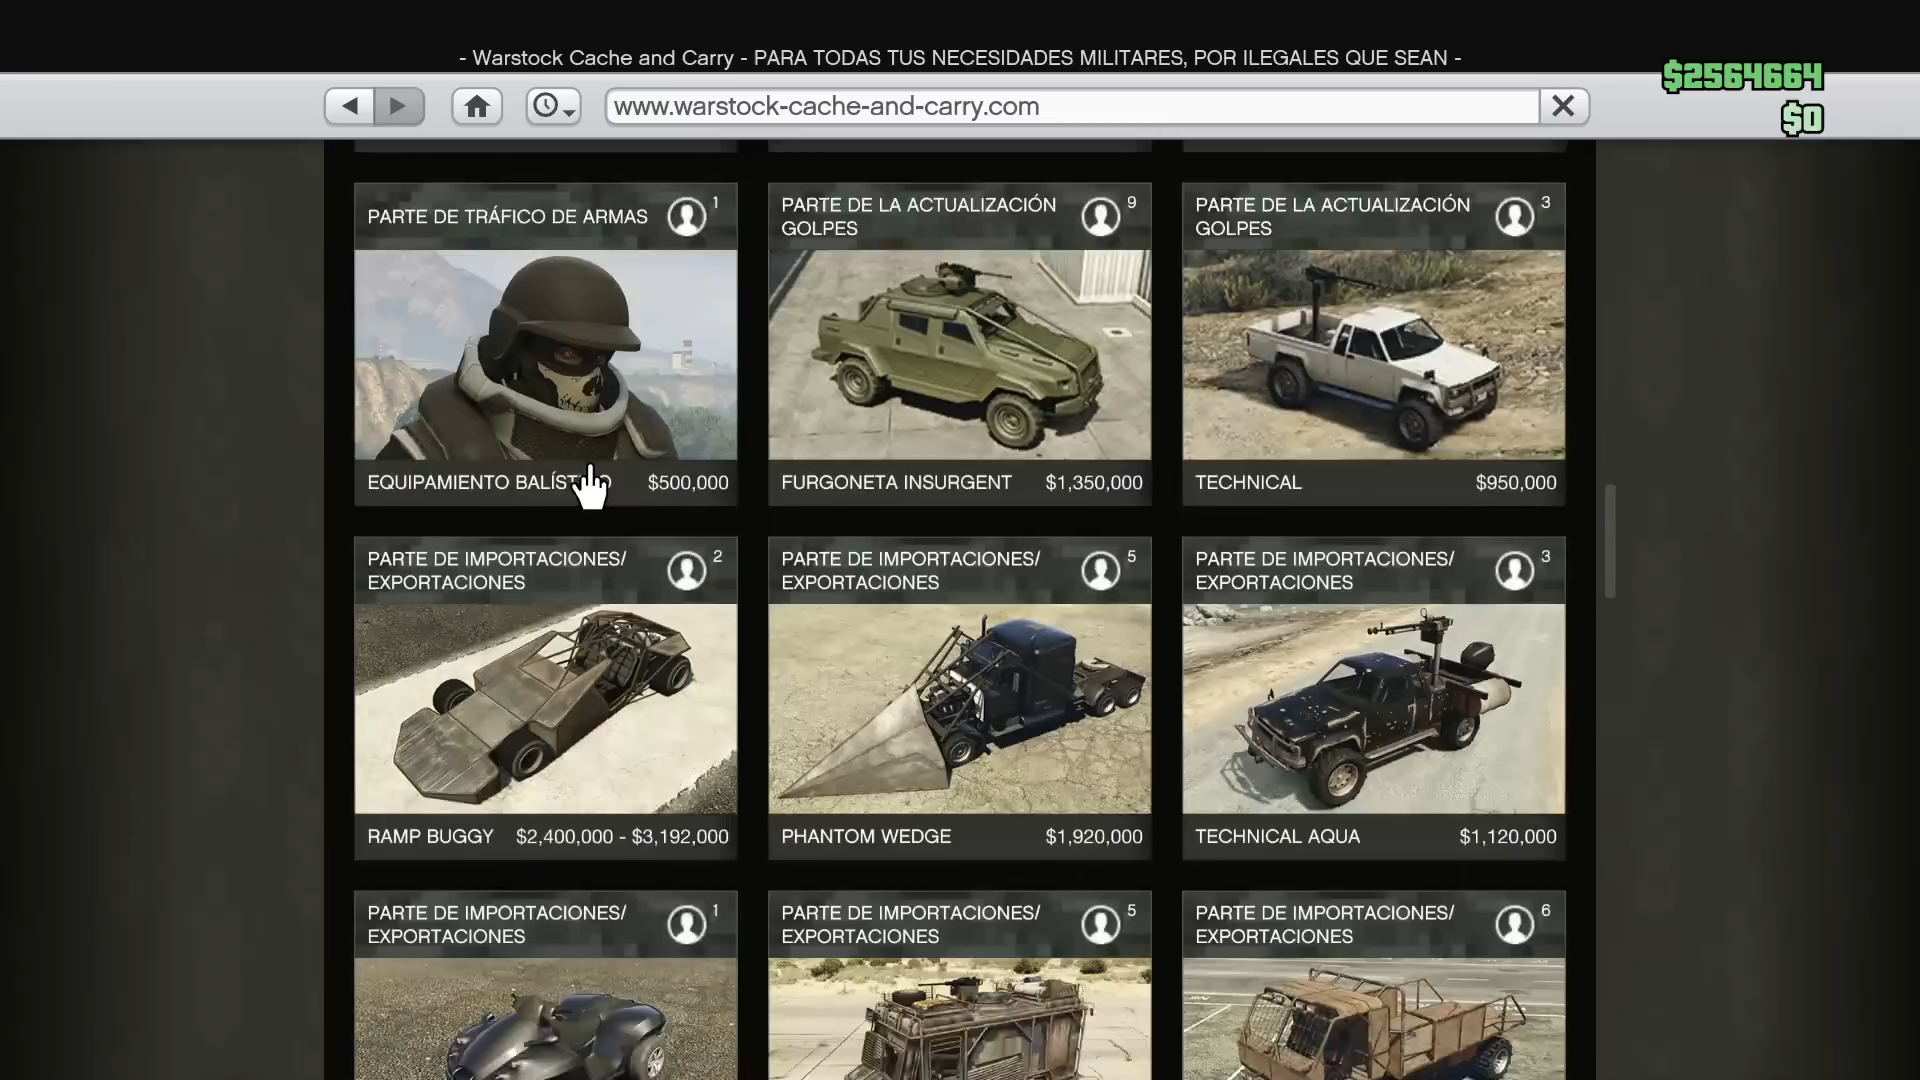 - Warstock Cache and Carry - PARA TODAS TUS NECESIDADES MILITARES, POR ILEGALES QUE SEAN -
$2564664
www.warstock-cache-and-carry.com
$0
PARTE DE TRÁFICO DE ARMAS
1
PARTE DE LA ACTUALIZACIÓN
GOLPES
9
PARTE DE LA ACTUALIZACIÓN
GOLPES
3
EQUIPAMIENTO $500,000
FURGONETA INSURGENT $1,350,000
TECHNICAL $950,000
PARTE DE IMPORTACIONES/
EXPORTACIONES
2
PARTE DE IMPORTACIONES/
EXPORTACIONES
5
PARTE DE IMPORTACIONES/
EXPORTACIONES
3
RAMP BUGGY $2,400,000 - $3,192,000
PHANTOM WEDGE $1,920,000
TECHNICAL AQUA $1,120,000
PARTE DE IMPORTACIONES/
EXPORTACIONES
1
PARTE DE IMPORTACIONES/
EXPORTACIONES
5
PARTE DE IMPORTACIONES/
EXPORTACIONES
6